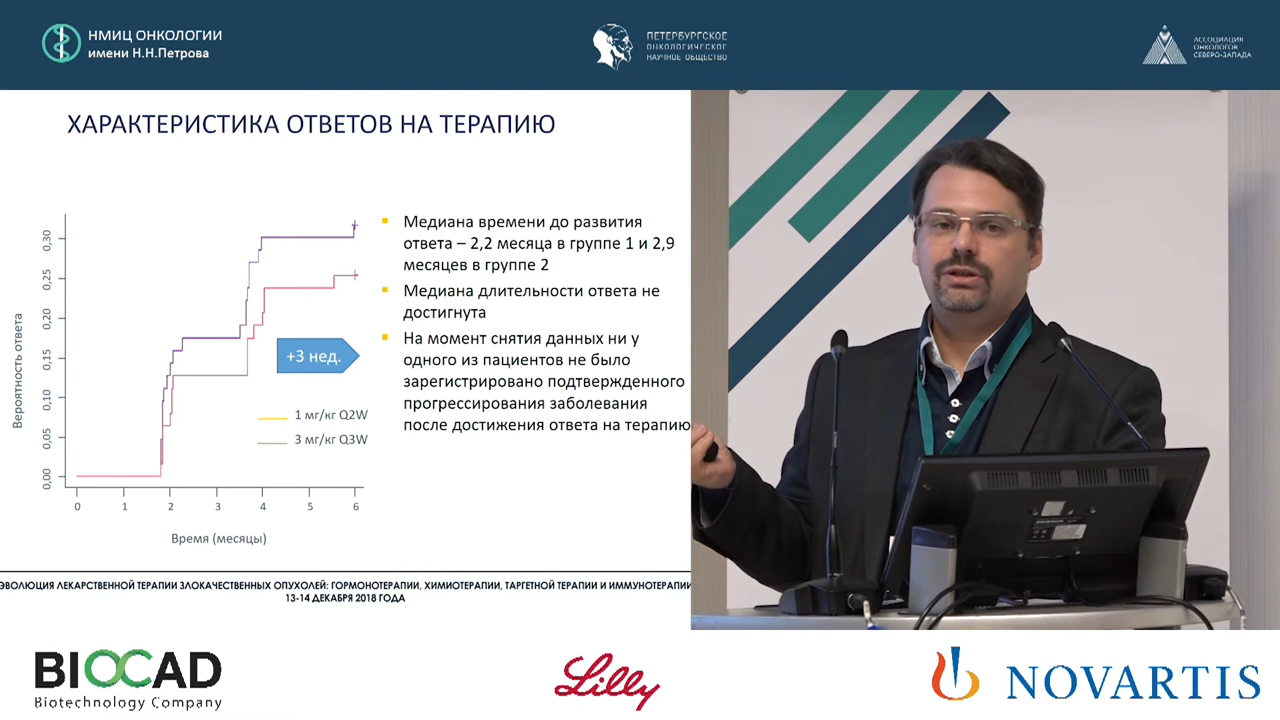 НМИЦ ОНКОЛОГИИ
имени Н.Н.Петрова
ПЕТЕРБУРГСКОЕ
ОНКОЛОГИЧЕСКОЕ
НАУЧНОЕ ОБЩЕСТВО
АССОЦИАЦИЯ
ОНКОЛОГОВ
СЕВЕРО-ЗАПАДА
ХАРАКТЕРИСТИКА ОТВЕТОВ НА ТЕРАПИЮ
Медиана времени до развития
ответа – 2,2 месяца в группе 1 и 2,9
месяцев в группе 2
Медиана длительности ответа не
достигнута
На момент снятия данных ни у
одного из пациентов не было
зарегистрировано подтвержденного
прогрессирования заболевания
после достижения ответа на терапию
Вероятность ответа
0,30
0,25
0,20
0,15
0,10
0,05
0,00
+3 нед.
1 мг/кг Q2W
3 мг/кг Q3W
0 1 2 3 4 5 6
Время (месяцы)
ЭВОЛЮЦИЯ ЛЕКАРСТВЕННОЙ ТЕРАПИИ ЗЛОКАЧЕСТВЕННЫХ ОПУХОЛЕЙ: ГОРМОНОТЕРАПИИ, ХИМИОТЕРАПИИ, ТАРГЕТНОЙ ТЕРАПИИ И ИММУНОТЕРАПИИ
13-14 ДЕКАБРЯ 2018 ГОДА
BIOCAD
Biotechnology Company
Lilly
NOVARTIS